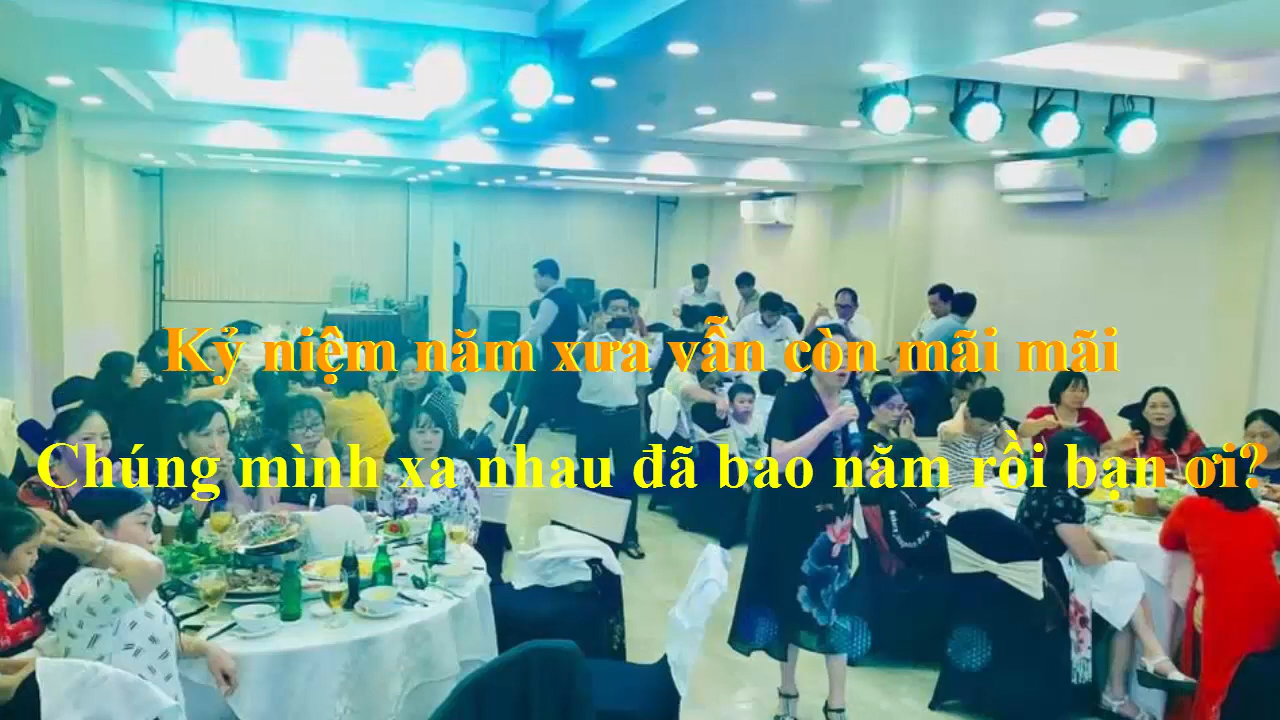 Kỷ niệm năm xưa vẫn còn mãi mãi
Chúng mình xa nhau đã bao năm rồi bạn ơi?